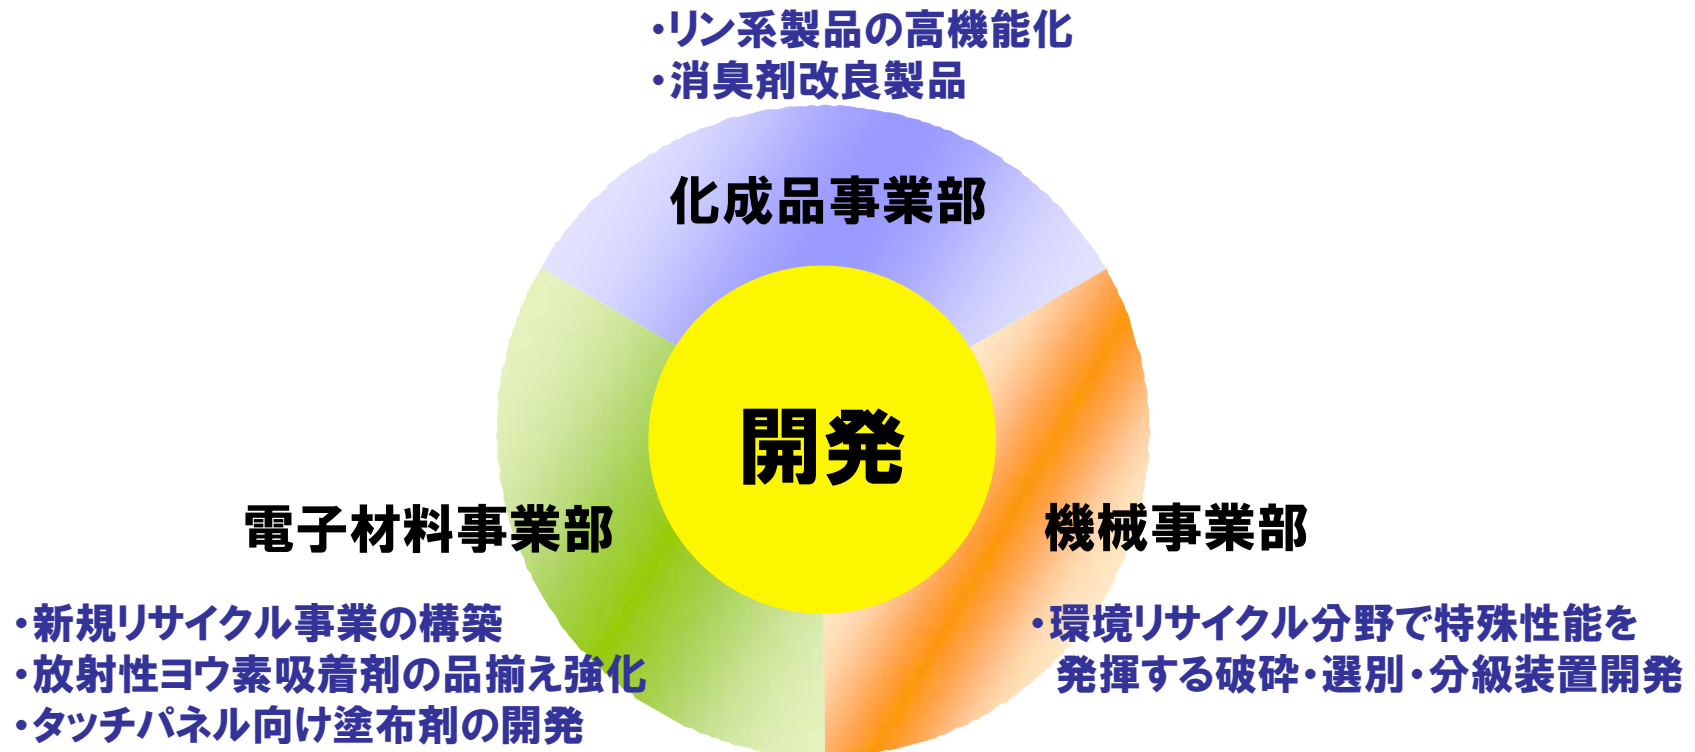 ・リン系製品の高機能化
・消臭剤改良製品
化成品事業部
開発
電子材料事業部
・新規リサイクル事業の構築
・放射性ヨウ素吸着剤の品揃え強化
・タッチパネル向け塗布剤の開発
機械事業部
・環境リサイクル分野で特殊性能を
発揮する破砕・選別・分級装置開発